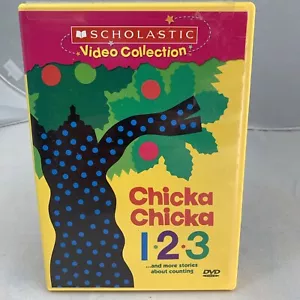 SCHOLASTIC
Video Collection
Chicka
Chicka
1•2•3
...and more stories
about counting
DVD